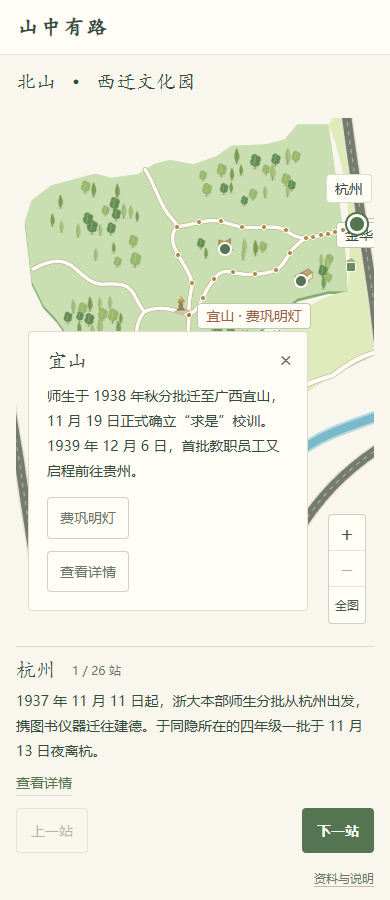 山中有路
北山 • 西迁文化园
杭州
金华
宜山 · 费巩明灯
宜山
×
师生于 1938 年秋分批迁至广西宜山，
11 月 19 日正式确立“求是”校训。
1939 年 12 月 6 日，首批教职员工又
启程前往贵州。
费巩明灯
查看详情
+
−
全图
杭州 1 / 26 站
1937 年 11 月 11 日起，浙大本部师生分批从杭州出发，
携图书仪器迁往建德。于同隐所在的四年级一批于 11 月
13 日夜离杭。
查看详情
上一站
下一站
资料与说明